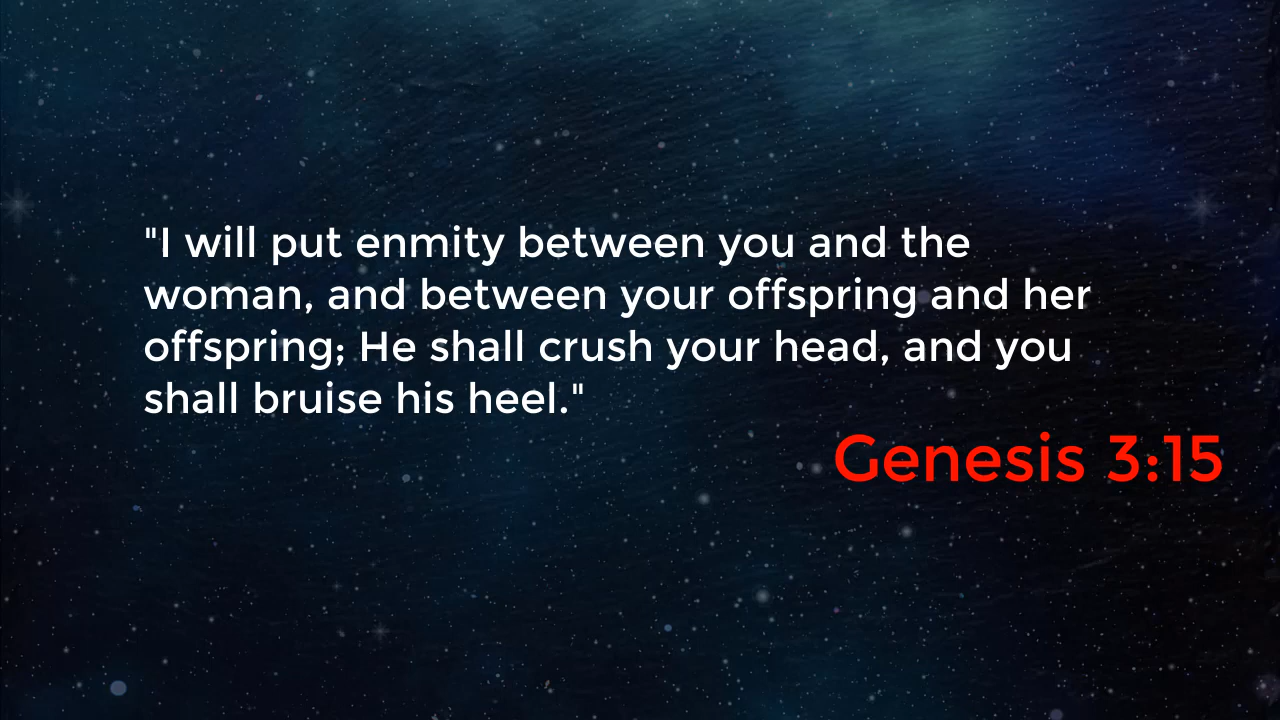 "I will put enmity between you and the
woman, and between your offspring and her
offspring; He shall crush your head, and you
shall bruise his heel."
Genesis 3:15